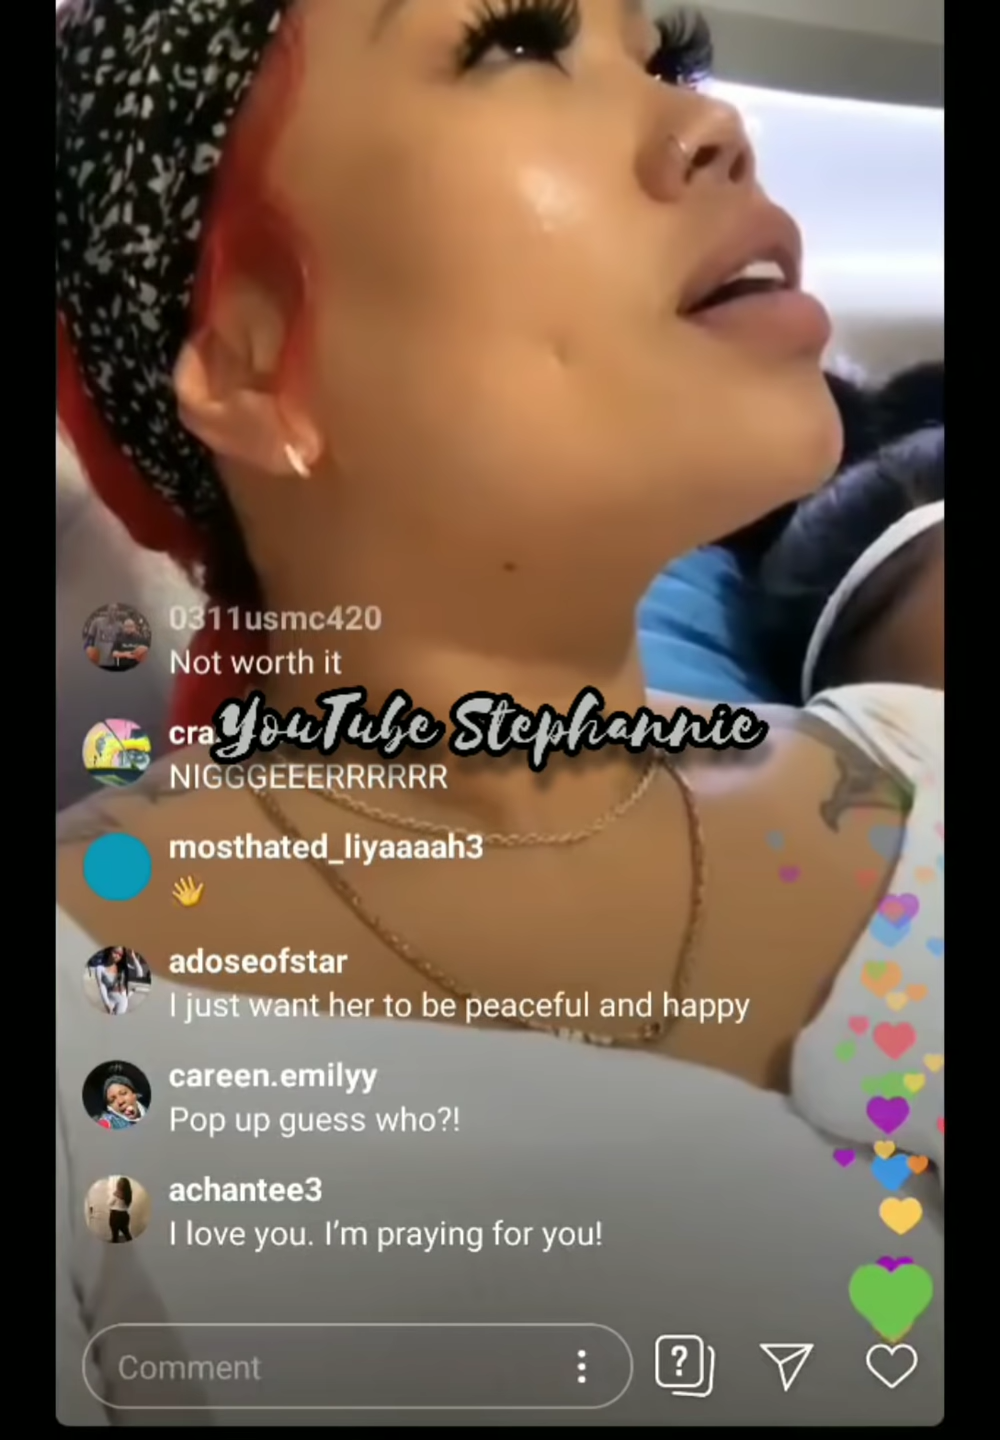 0311usmc420
Not worth it
cra.
YouTube Stephannie
NIGGGEEERRRRRR
mosthated_liyaaaah3
👋
adoseofstar
I just want her to be peaceful and happy
careen.emilyy
Pop up guess who?!
achantee3
I love you. I'm praying for you!
Comment
?